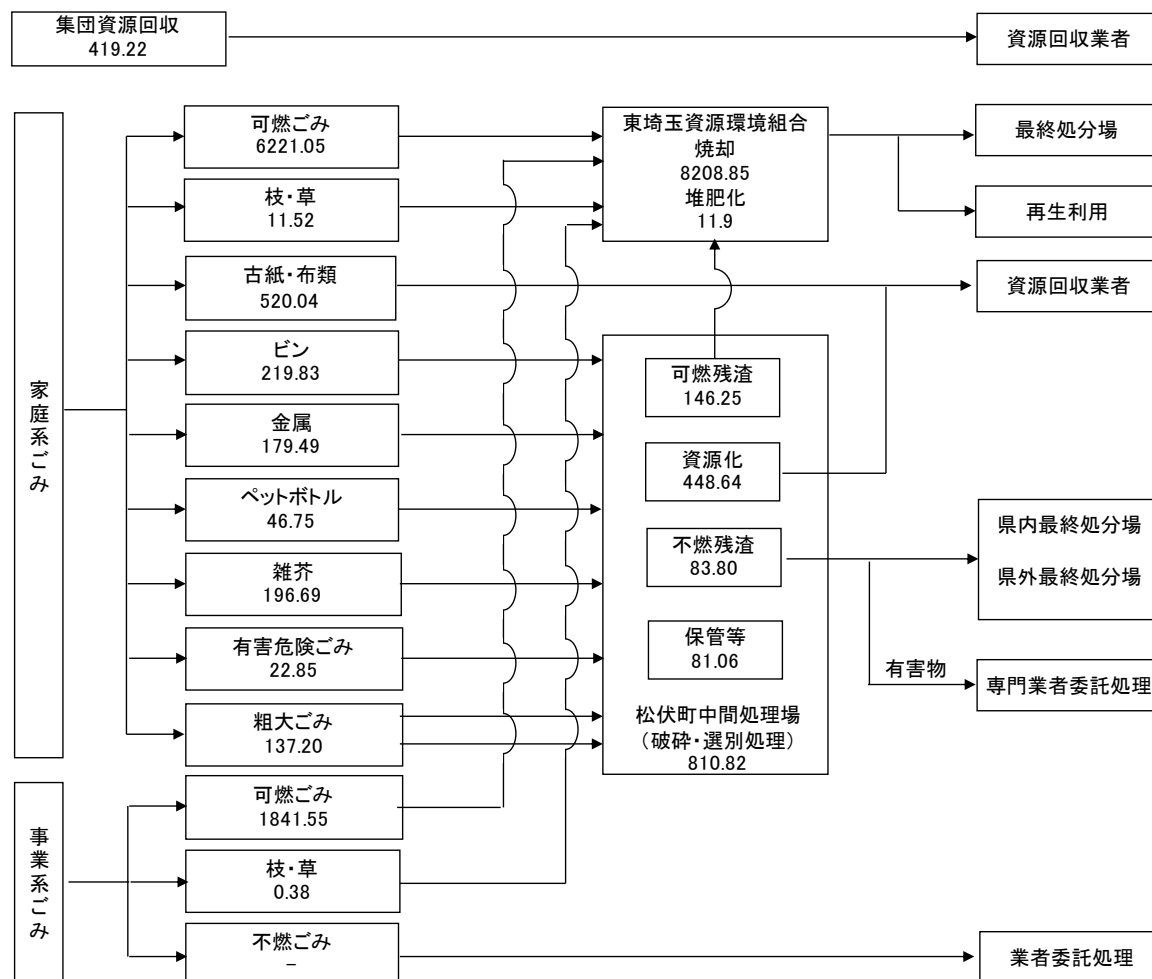 集団資源回収
419.22
資源回収業者
家庭系ごみ
可燃ごみ
6221.05
枝・草
11.52
古紙・布類
520.04
ビン
219.83
金属
179.49
ペットボトル
46.75
雑芥
196.69
有害危険ごみ
22.85
粗大ごみ
137.20
事業系ごみ
可燃ごみ
1841.55
枝・草
0.38
不燃ごみ
−
東埼玉資源環境組合
焼却
8208.85
堆肥化
11.9
可燃残渣
146.25
資源化
448.64
不燃残渣
83.80
保管等
81.06
松伏町中間処理場
（破砕・選別処理）
810.82
最終処分場
再生利用
資源回収業者
県内最終処分場
県外最終処分場
有害物
専門業者委託処理
業者委託処理